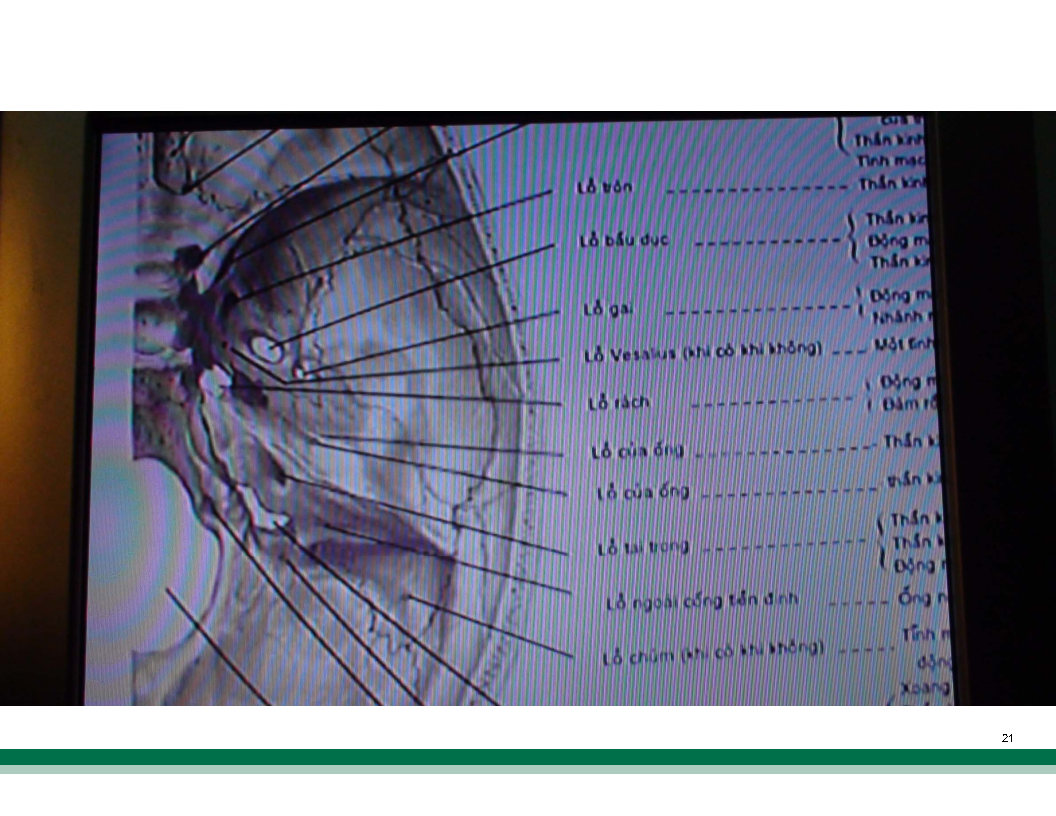 Thần kinh
Tĩnh mạc
Lỗ tròn Thần kinh
Lỗ bầu dục
Thần kin
Động m
Thần kin
Lỗ gai
Động m
Nhánh
Lỗ Vesalius (khi có khi không) Một tĩnh
Lỗ rách
Động m
Đám rố
Lỗ của ống Thần k
Lỗ của ống thần ki
Lỗ tai trong
Thần k
Thần k
Động m
Lỗ ngoài cống tiền đình Ống n
Lỗ chùm (khi có khi không)
Tĩnh m
động
Xoang
21